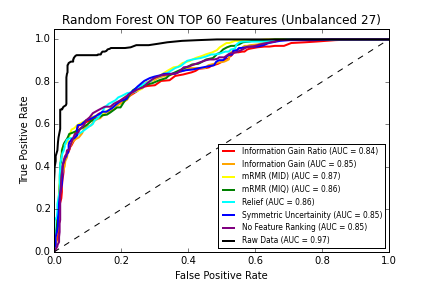 Random Forest ON TOP 60 Features (Unbalanced 27)
True Positive Rate
1.0
0.8
0.6
0.4
0.2
0.0
Information Gain Ratio (AUC = 0.84)
Information Gain (AUC = 0.85)
mRMR (MID) (AUC = 0.87)
mRMR (MIQ) (AUC = 0.86)
Relief (AUC = 0.86)
Symmetric Uncertainity (AUC = 0.85)
No Feature Ranking (AUC = 0.85)
Raw Data (AUC = 0.97)
0.0 0.2 0.4 0.6 0.8 1.0
False Positive Rate